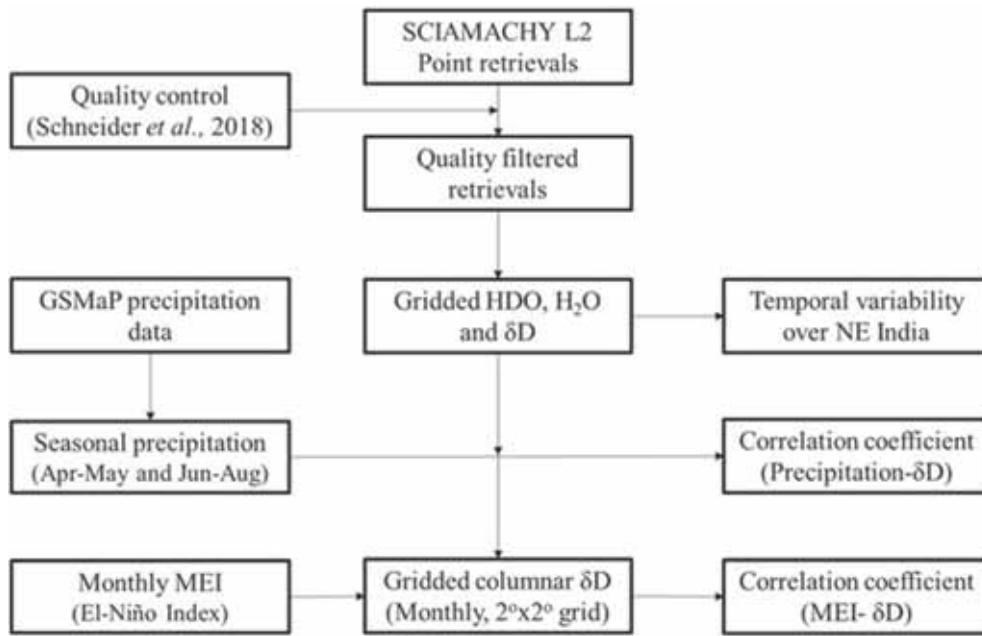 SCIAMACHY L2
Point retrievals
Quality control
(Schneider et al., 2018)
Quality filtered
retrievals
GSMaP precipitation
data
Gridded HDO, H₂O
and δD
Temporal variability
over NE India
Seasonal precipitation
(Apr-May and Jun-Aug)
Correlation coefficient
(Precipitation-δD)
Monthly MEI
(El-Niño Index)
Gridded columnar δD
(Monthly, 2ºx2º grid)
Correlation coefficient
(MEI- δD)